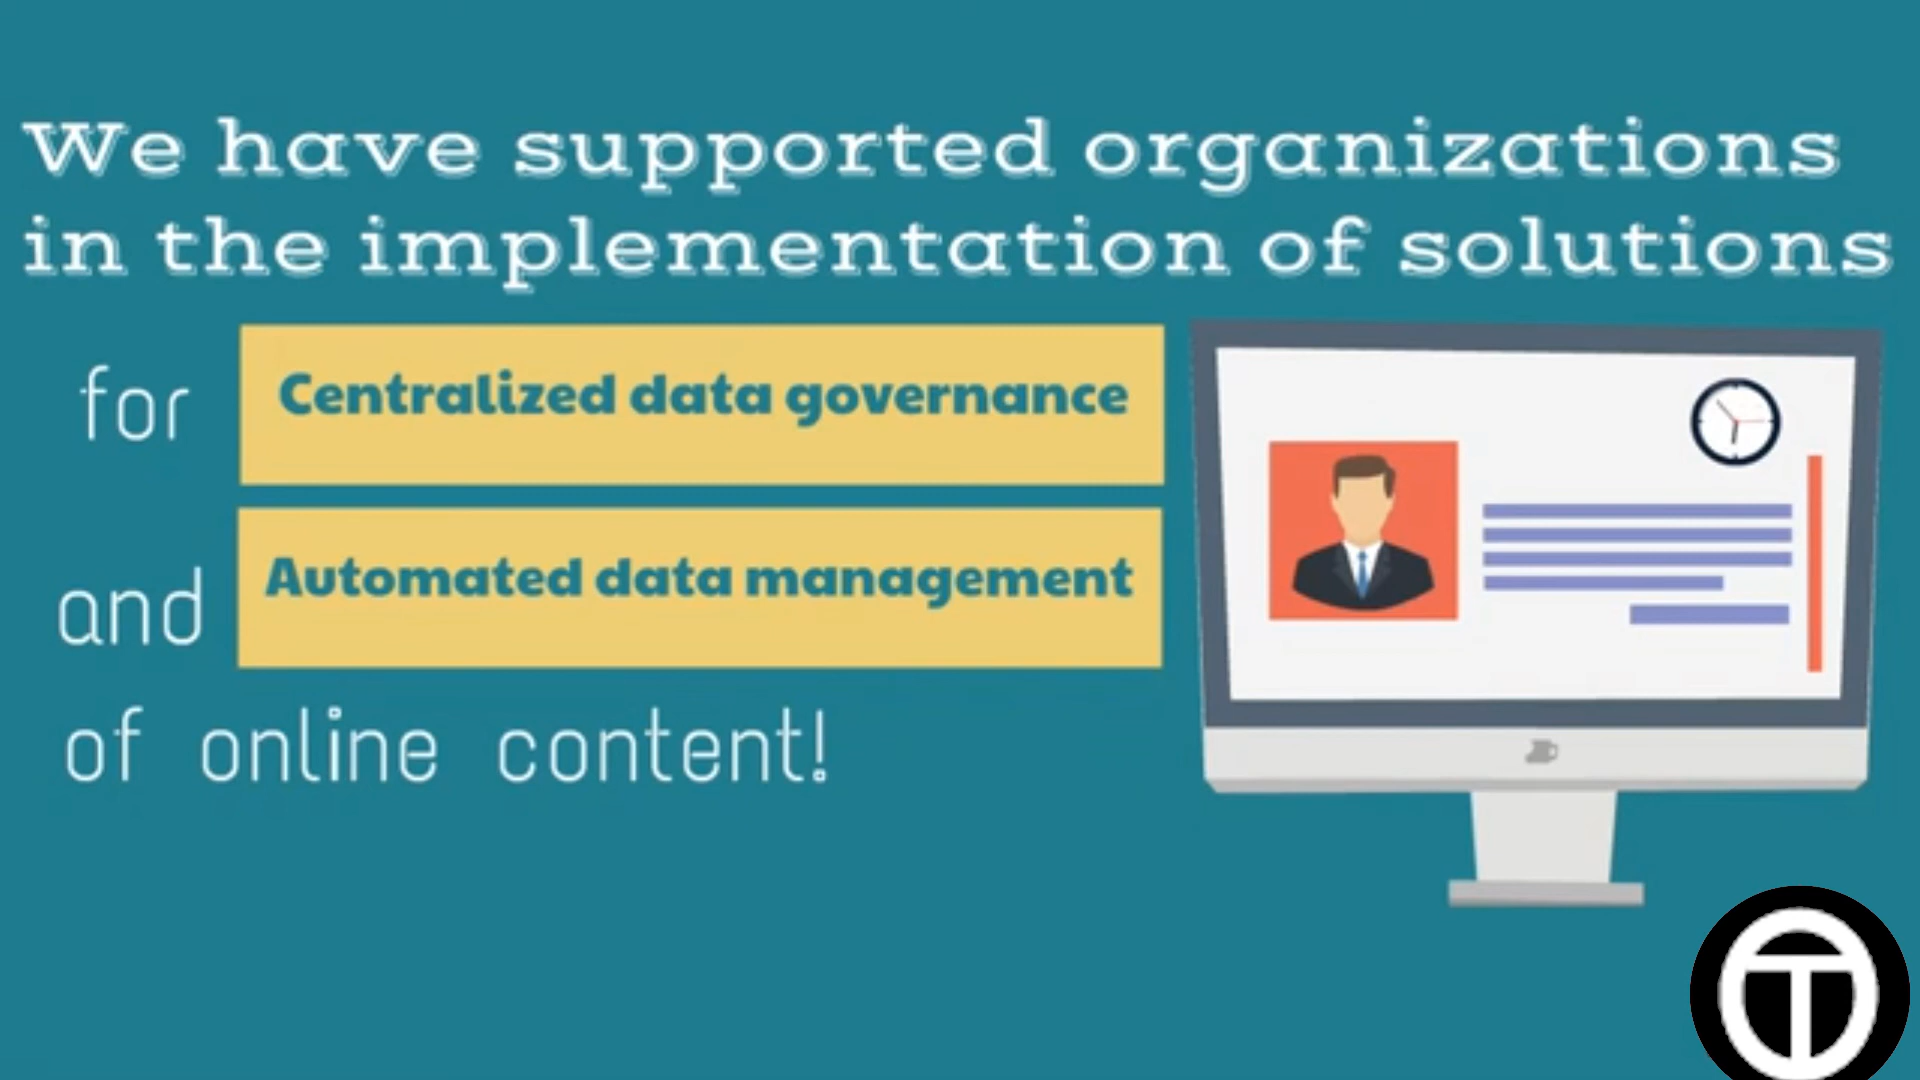 We have supported organizations
in the implementation of solutions
for Centralized data governance
and Automated data management
of online content!